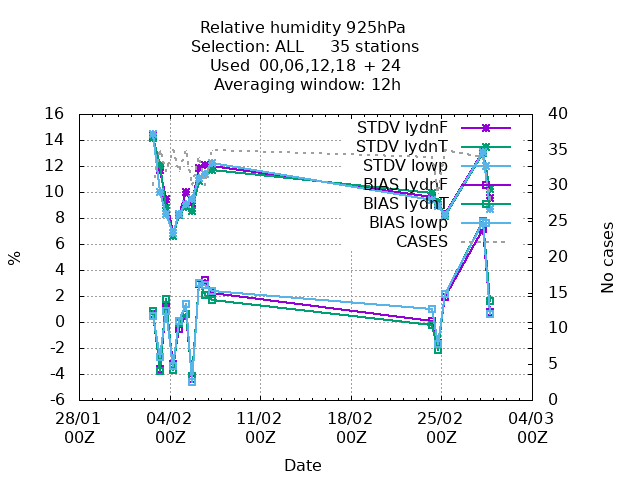 Relative humidity 925hPa
Selection: ALL     35 stations
Used  00,06,12,18 + 24
Averaging window: 12h
16
14
12
10
8
6
4
2
0
-2
-4
-6
40
35
30
25
20
15
10
5
0
STDV lydnF
STDV lydnT
STDV lowp
BIAS lydnF
BIAS lydnT
BIAS lowp
CASES
%
No cases
28/01 04/02 11/02 18/02 25/02 04/03
00Z 00Z 00Z 00Z 00Z 00Z
Date